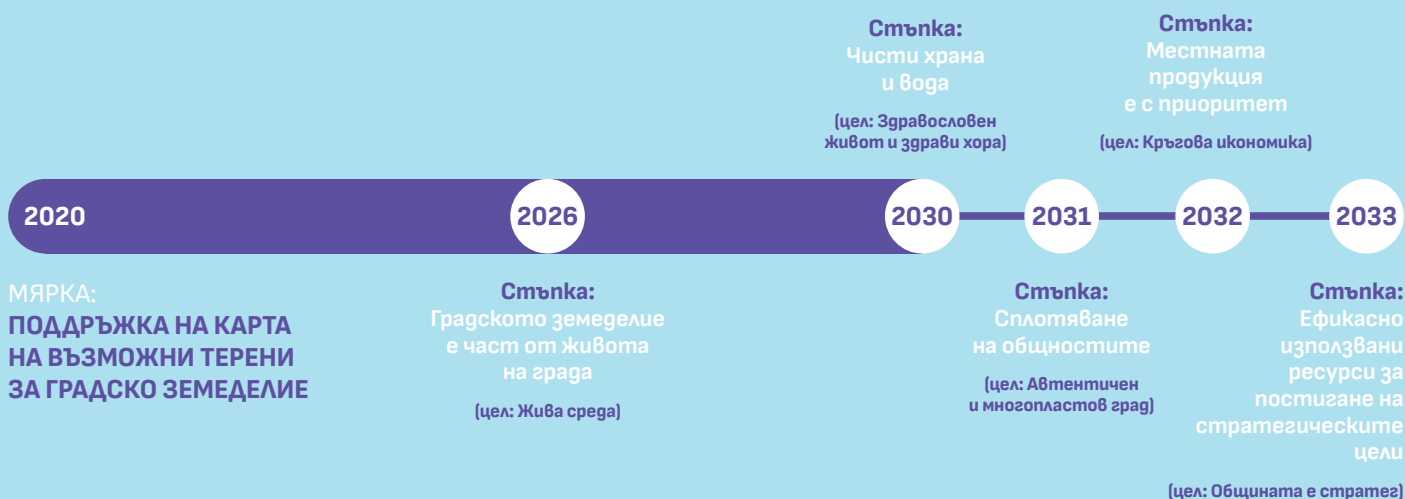 Стъпка:
Чисти храна
и вода
(цел: Здравословен
живот и здрави хора)
Стъпка:
Местната
продукция
е с приоритет
(цел: Кръгова икономика)
2020
2026
2030
2031
2032
2033
МЯРКА:
ПОДДРЪЖКА НА КАРТА
НА ВЪЗМОЖНИ ТЕРЕНИ
ЗА ГРАДСКО ЗЕМЕДЕЛИЕ
Стъпка:
Градското земеделие
е част от живота
на града
(цел: Жива среда)
Стъпка:
Сплотяване
на общностите
(цел: Автентичен
и многопластов град)
Стъпка:
Ефикасно
използвани
ресурси за
постигане на
стратегическите
цели
(цел: Общината е стратег)